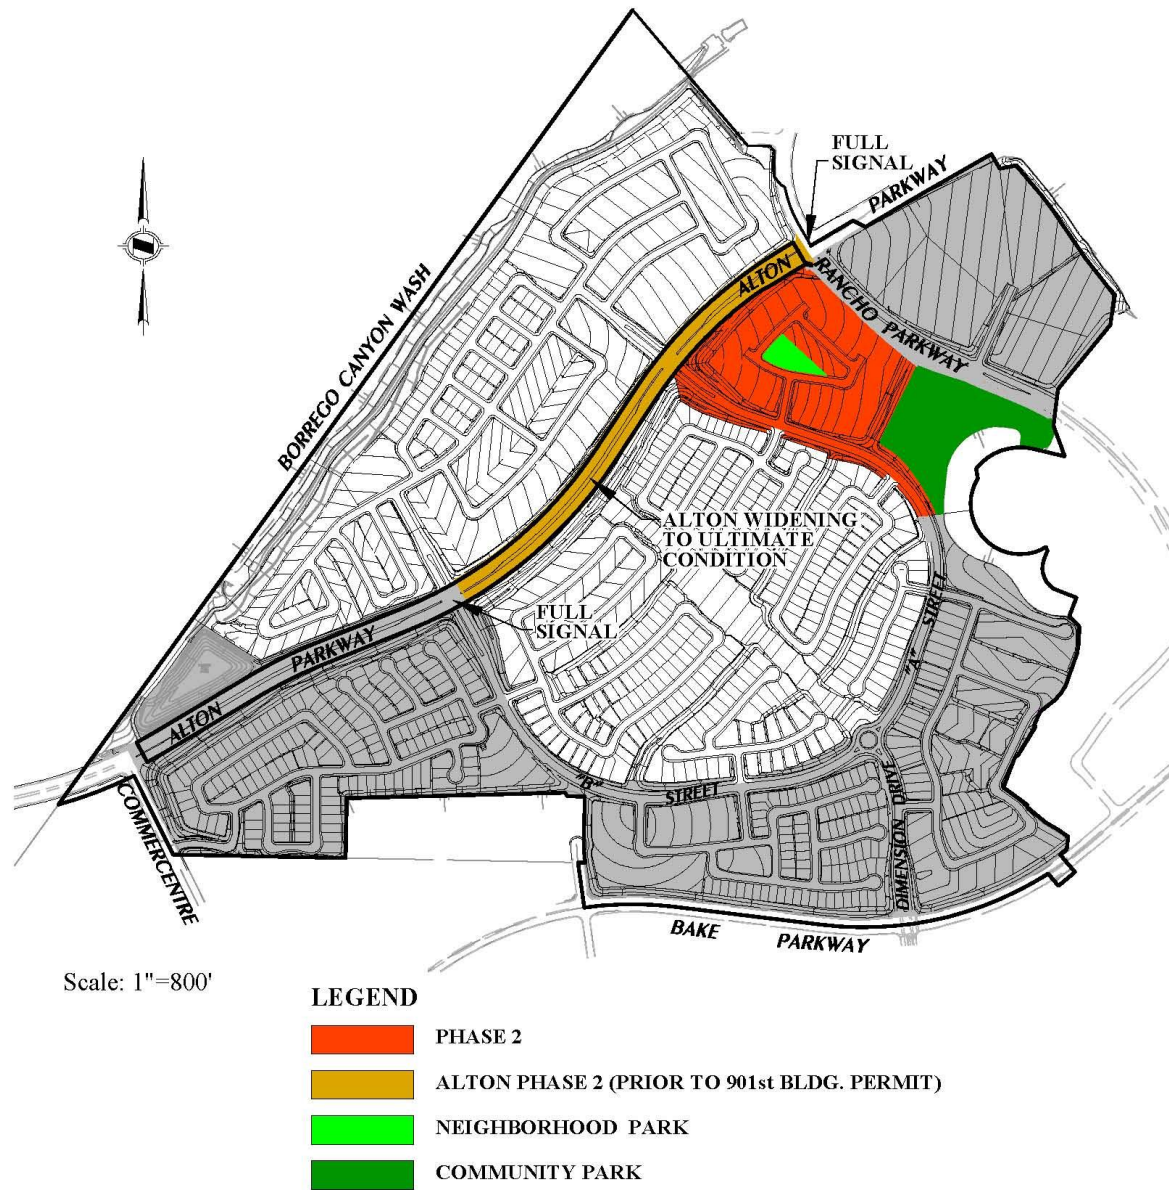 FULL
SIGNAL
PARKWAY
BORREGO CANYON WASH
ALTON
RANCHO PARKWAY
ALTON WIDENING
TO ULTIMATE
CONDITION
FULL
SIGNAL
STREET
"A"
PARKWAY
ALTON
"B"
STREET
DIMENSION DRIVE
COMMERCENTRE
BAKE PARKWAY
Scale: 1"=800'
LEGEND
PHASE 2
ALTON PHASE 2 (PRIOR TO 901st BLDG. PERMIT)
NEIGHBORHOOD PARK
COMMUNITY PARK